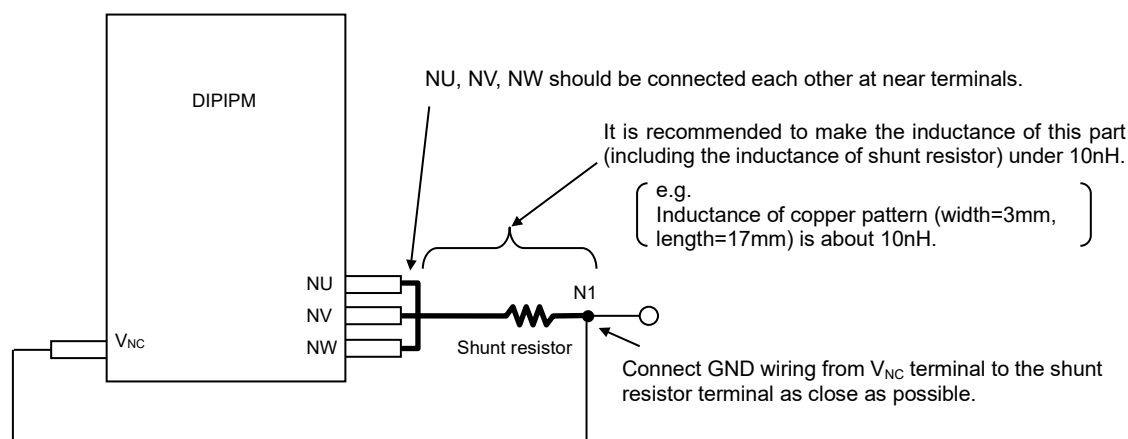 NU, NV, NW should be connected each other at near terminals.
DIPIPM
It is recommended to make the inductance of this part
(including the inductance of shunt resistor) under 10nH.
e.g.
Inductance of copper pattern (width=3mm,
length=17mm) is about 10nH.
NU
N1
NV
VNC
NW
Shunt resistor
Connect GND wiring from VNC terminal to the shunt
resistor terminal as close as possible.